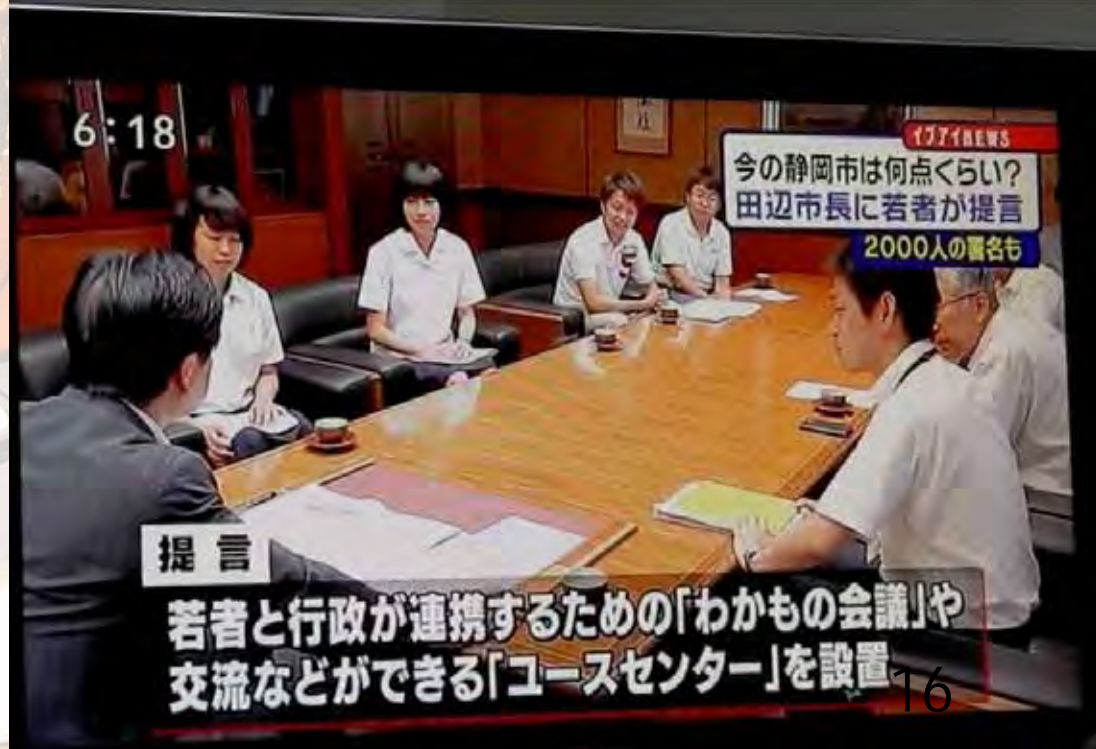 6:18
イブアイNEWS
今の静岡市は何点くらい?
田辺市長に若者が提言
2000人の署名も
提言
若者と行政が連携するための「わかもの会議」や
交流などができる「ユースセンター」を設置
16